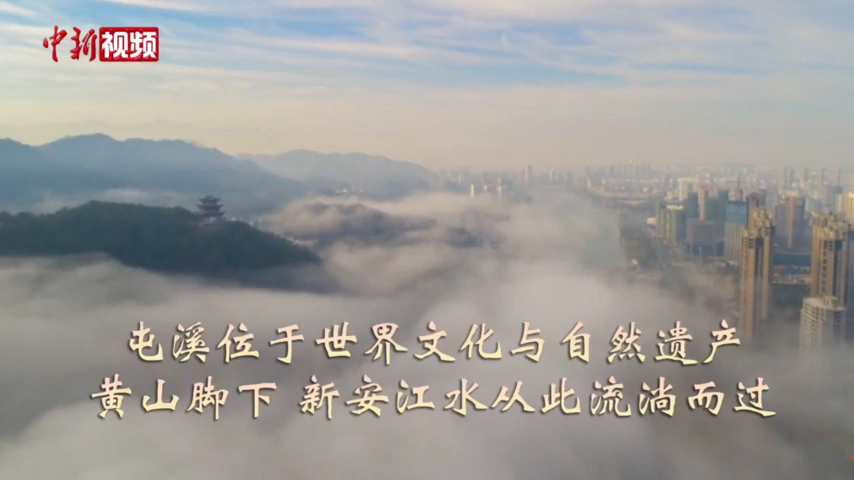 中新视频
屯溪位于世界文化与自然遗产
黄山脚下 新安江水从此流淌而过